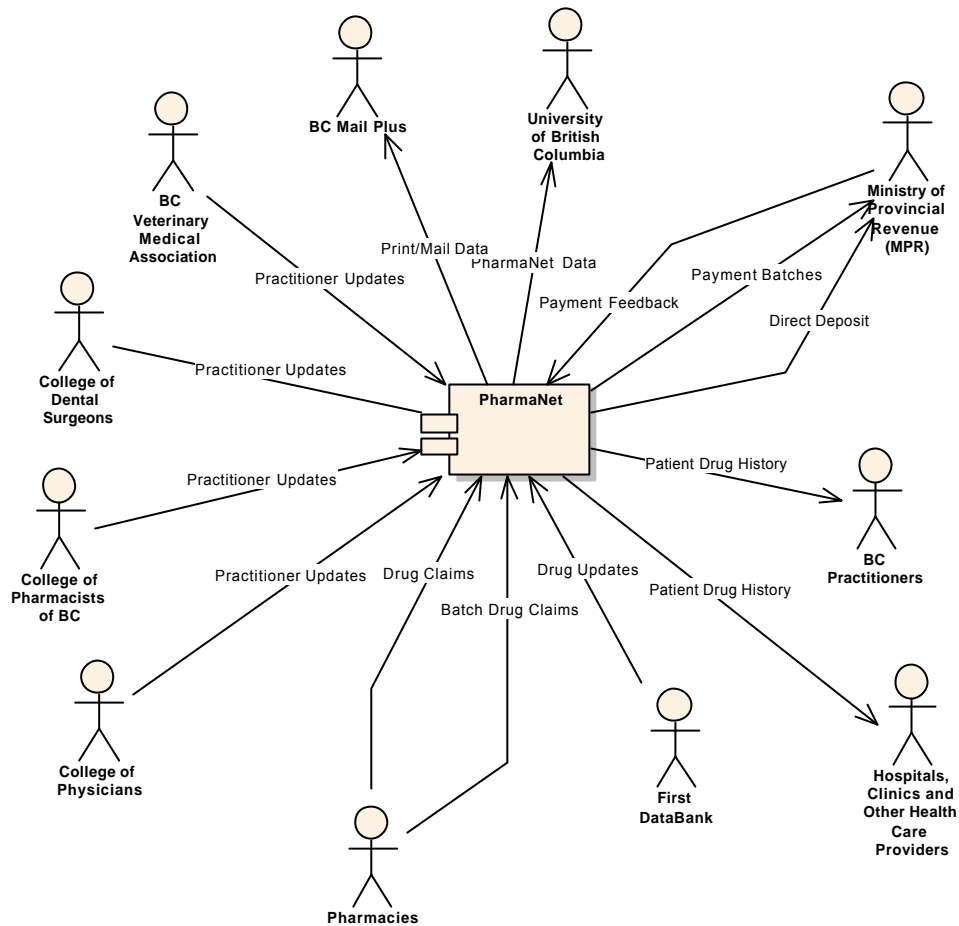 BC Mail Plus
University
of British
Columbia
BC
Veterinary
Medical
Association
Ministry of
Provincial
Revenue
(MPR)
Print/Mail Data
PharmaNet Data
Practitioner Updates
Payment Batches
Payment Feedback
Direct Deposit
College of
Dental
Surgeons
Practitioner Updates
PharmaNet
Practitioner Updates
Patient Drug History
College of
Pharmacists
of BC
BC
Practitioners
Practitioner Updates
Drug Claims
Drug Updates
Patient Drug History
Batch Drug Claims
College of
Physicians
First
DataBank
Hospitals,
Clinics and
Other Health
Care
Providers
Pharmacies